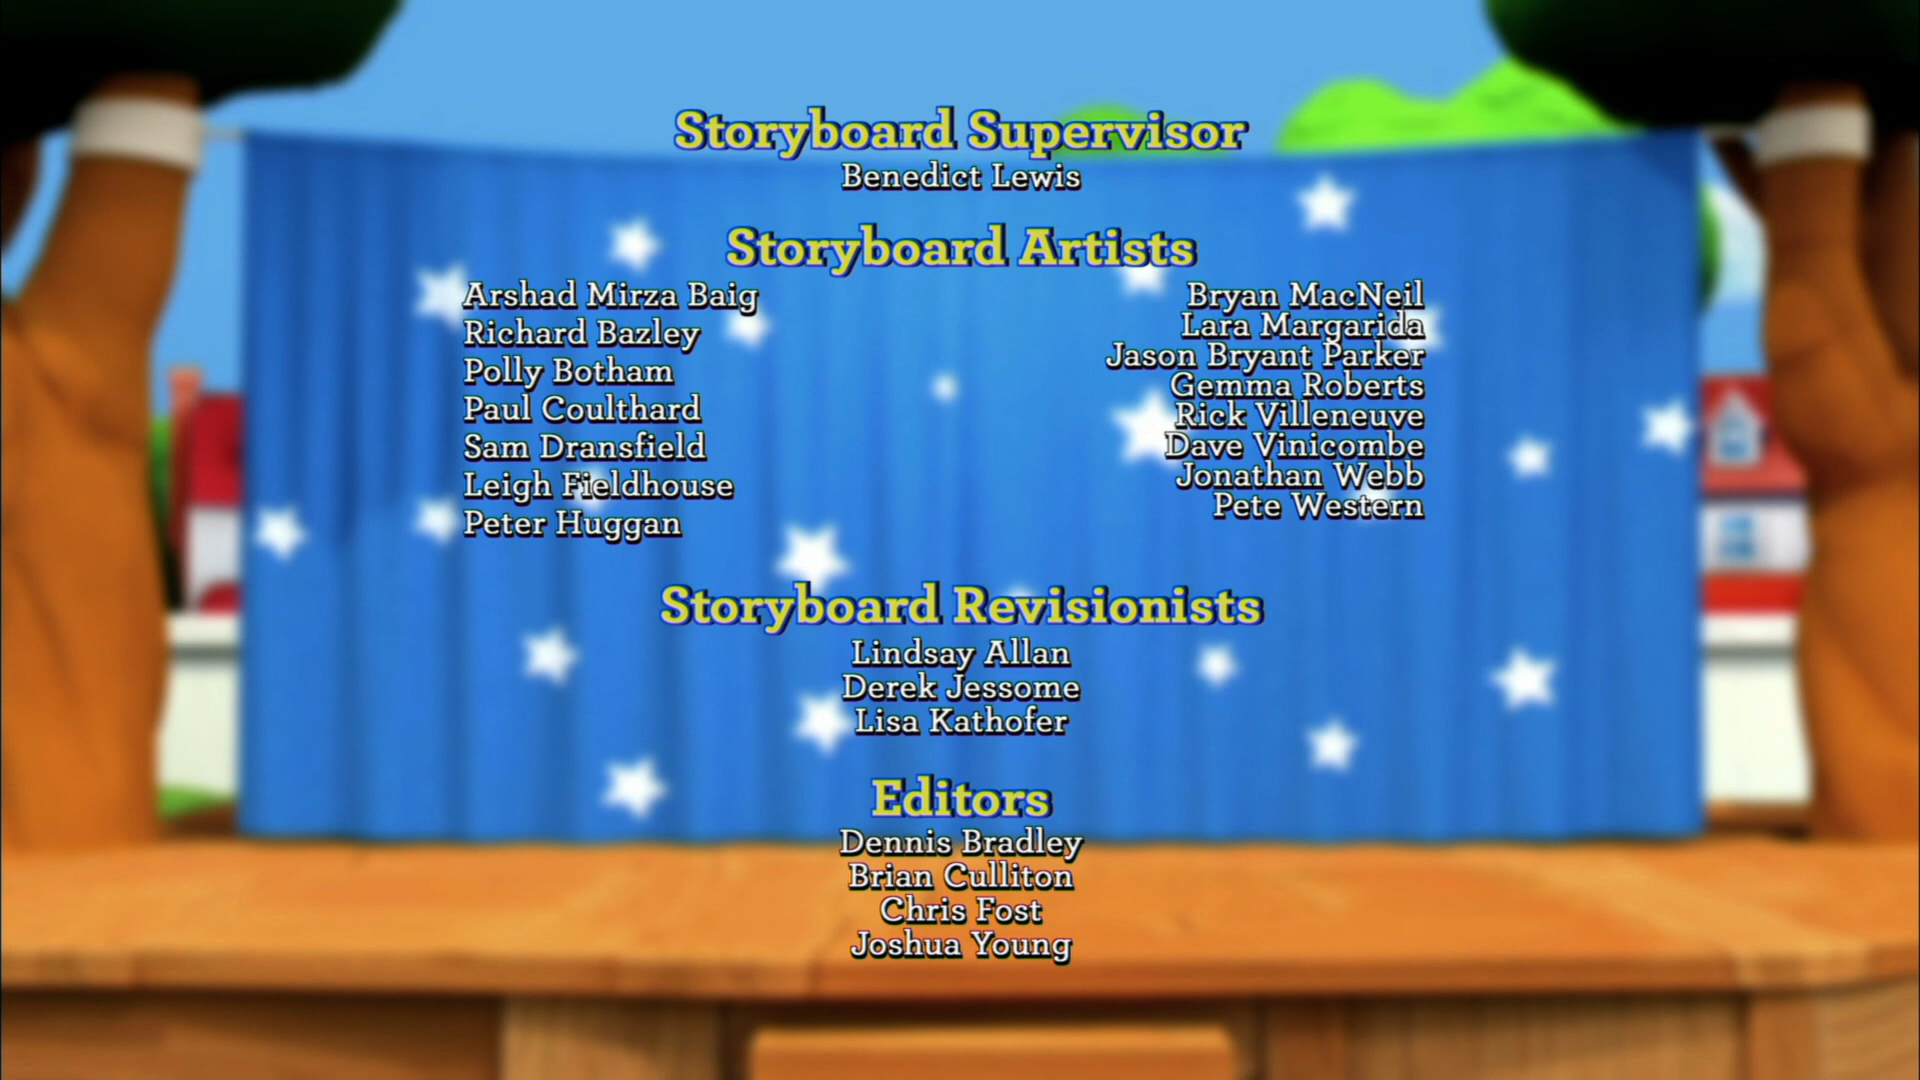 Storyboard Supervisor
Benedict Lewis
Storyboard Artists
Arshad Mirza Baig
Richard Bazley
Polly Botham
Paul Coulthard
Sam Dransfield
Leigh Fieldhouse
Peter Huggan
Bryan MacNeil
Lara Margarida
Jason Bryant Parker
Gemma Roberts
Rick Villeneuve
Dave Vinicombe
Jonathan Webb
Pete Western
Storyboard Revisionists
Lindsay Allan
Derek Jessome
Lisa Kathofer
Editors
Dennis Bradley
Brian Culliton
Chris Fost
Joshua Young